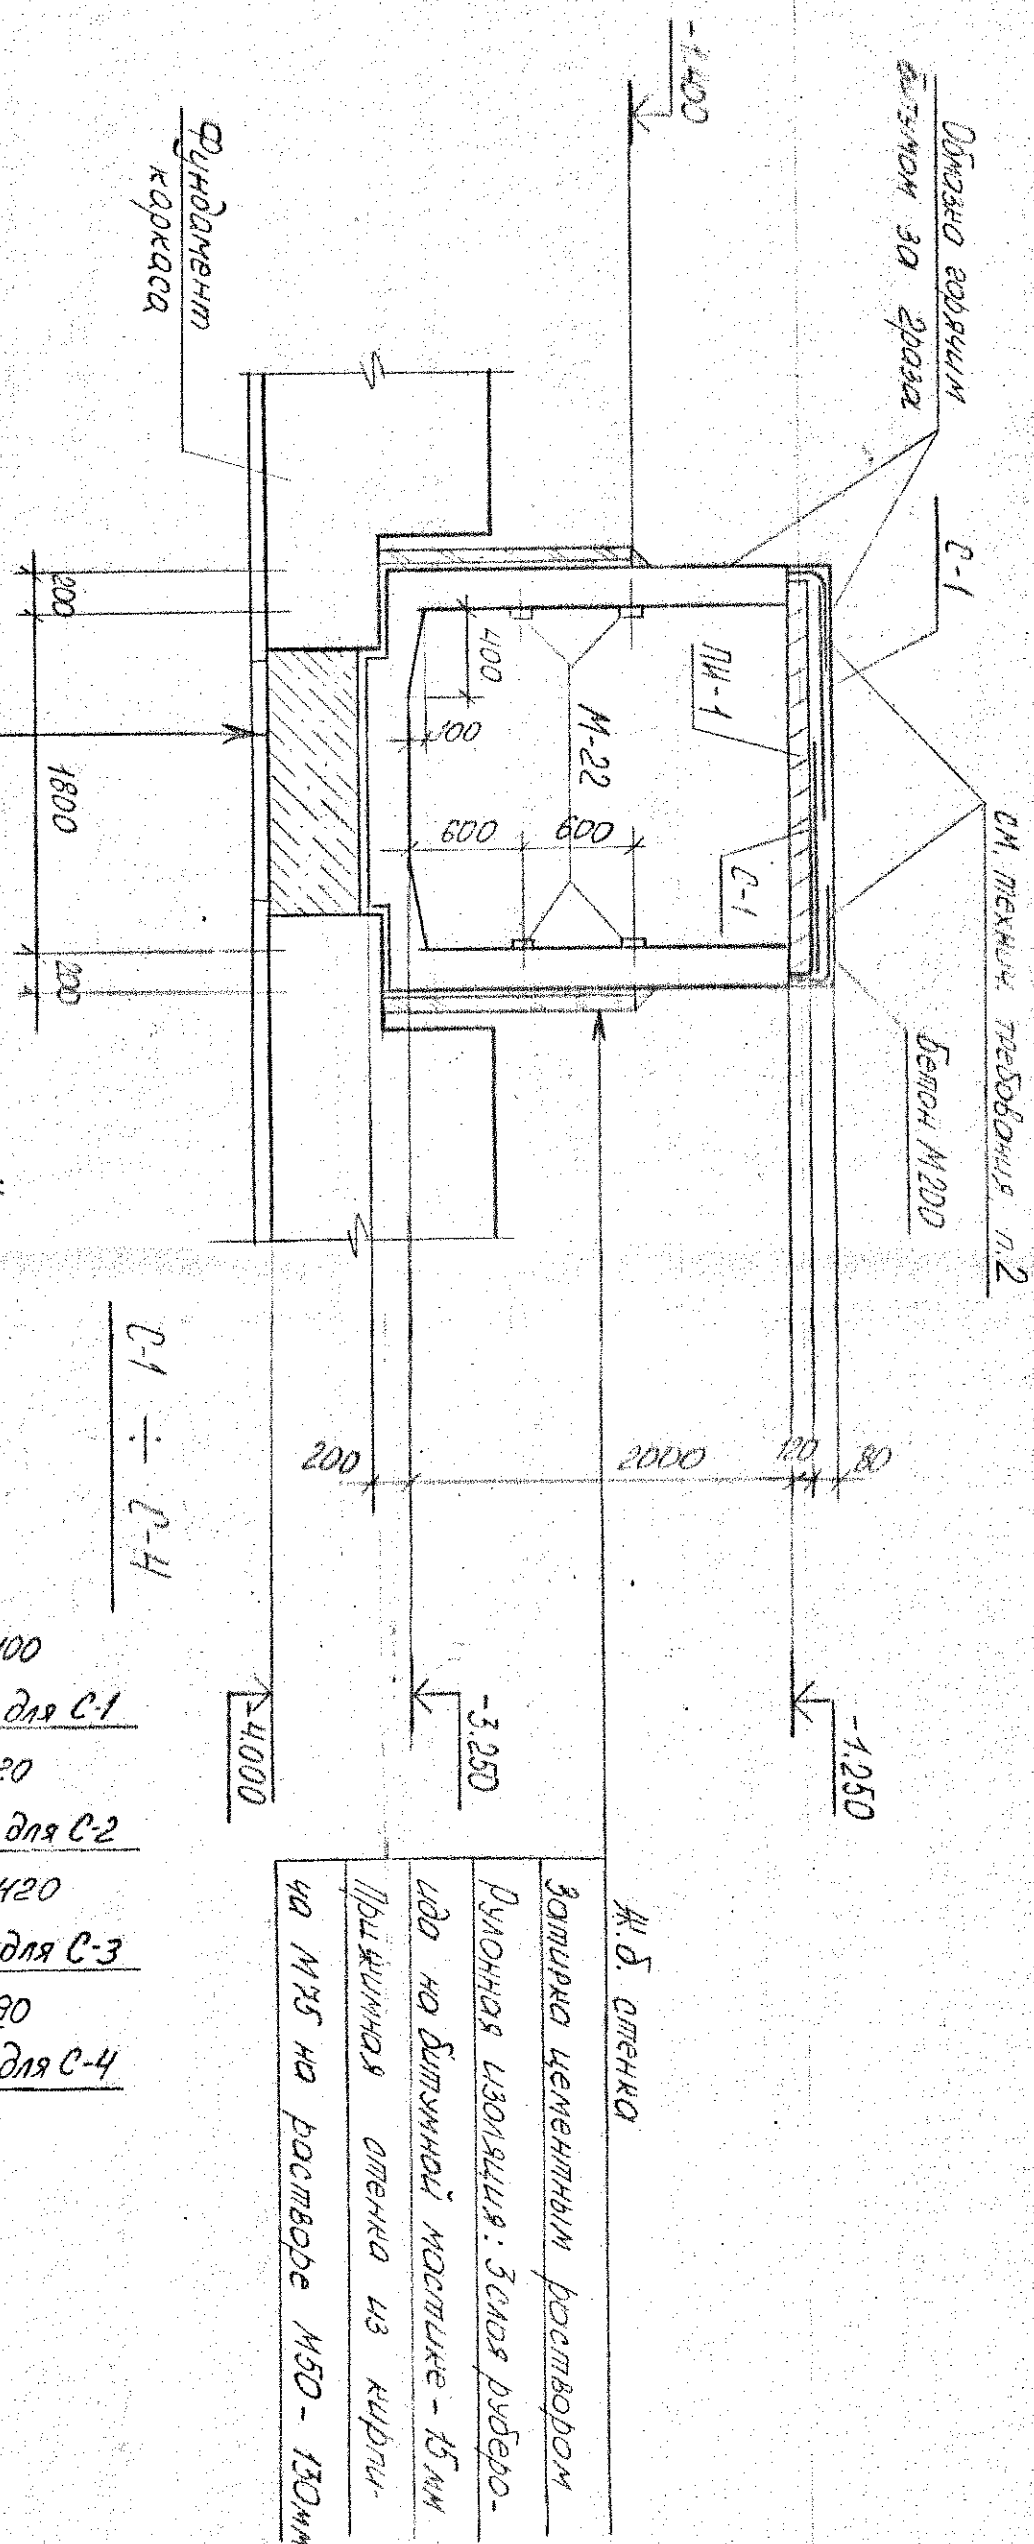 Обмазка горячим
битумом за 2 раза
С-1
см. технич. требования п.2
Бетон М200
-1.400
ПИ-1
С-1
М-22
400
100
600
600
Фундамент
каркаса
200
1800
200
80
120
2000
200
-1.250
-3.250
-4.000
Ж.б. стенка
Затирка цементным раствором
Рулонная изоляция: 3 слоя руберо-
ида на битумной мастике - 15 мм
Прижимная стенка из кирпи-
ча М75 на растворе М50 - 130мм
С-1 ÷ С-4
для С-1
для С-2
420
для С-3
для С-4